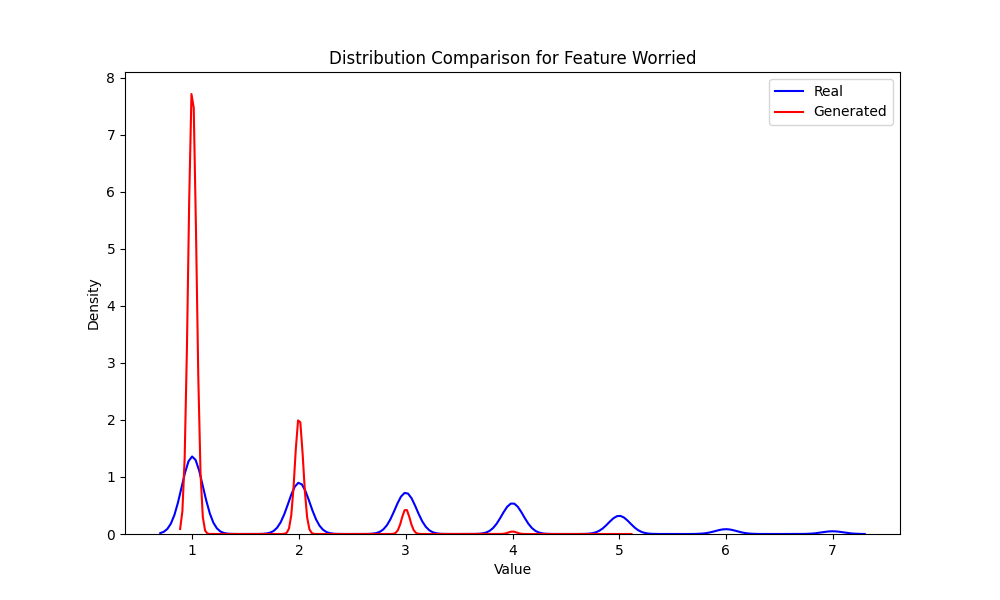 Distribution Comparison for Feature Worried
Real
Generated
Density
8
7
6
5
4
3
2
1
0
1 2 3 4 5 6 7
Value